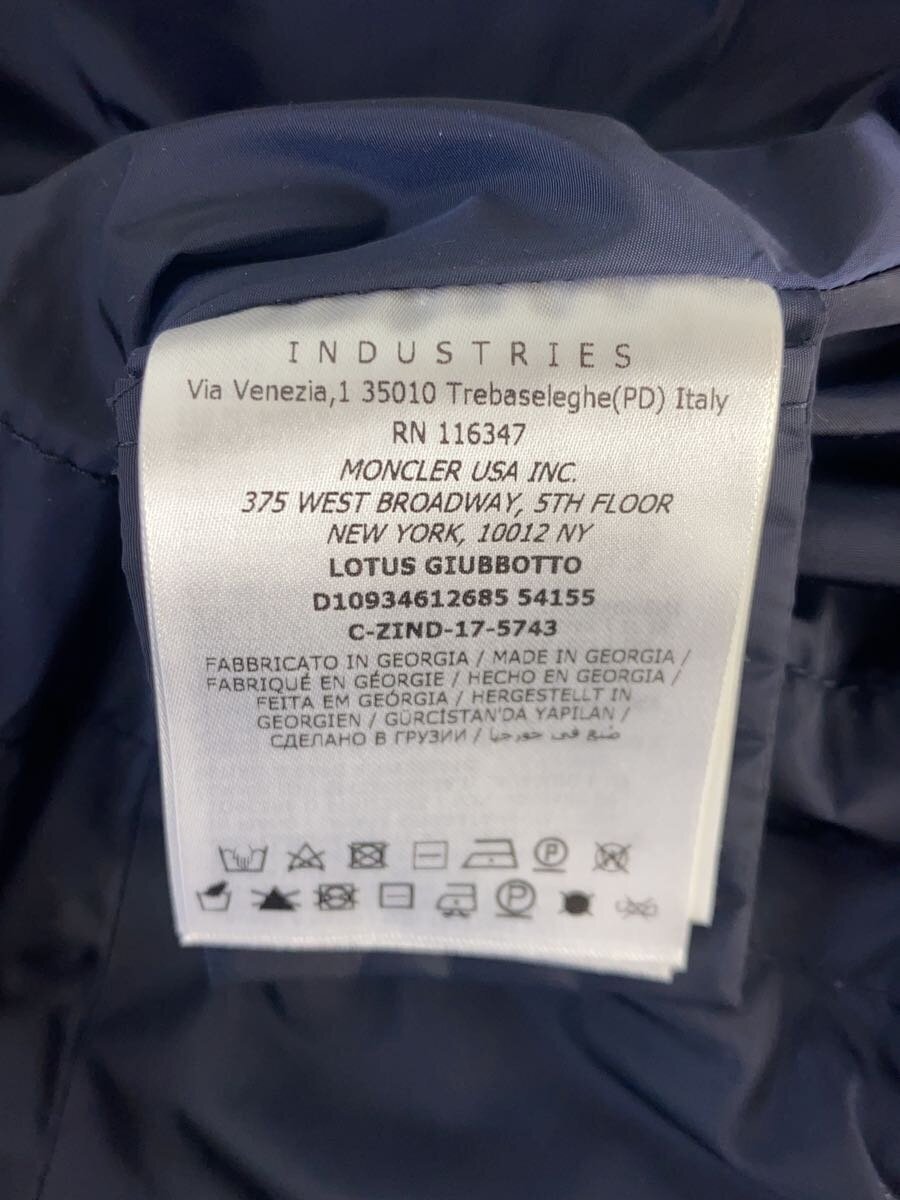 INDUSTRIES
Via Venezia,1 35010 Trebaseleghe(PD) Italy
RN 116347
MONCLER USA INC.
375 WEST BROADWAY, 5TH FLOOR
NEW YORK, 10012 NY
LOTUS GIUBBOTTO
D10934612685 54155
C-ZIND-17-5743
FABBRICATO IN GEORGIA / MADE IN GEORGIA /
FABRIQUÉ EN GÉORGIE / HECHO EN GEORGIA /
FEITA EM GEÓRGIA / HERGESTELLT IN
GEORGIEN / GÜRCİSTAN'DA YAPILAN /
СДЕЛАНО В ГРУЗИИ / صنع في جورجيا
P
P